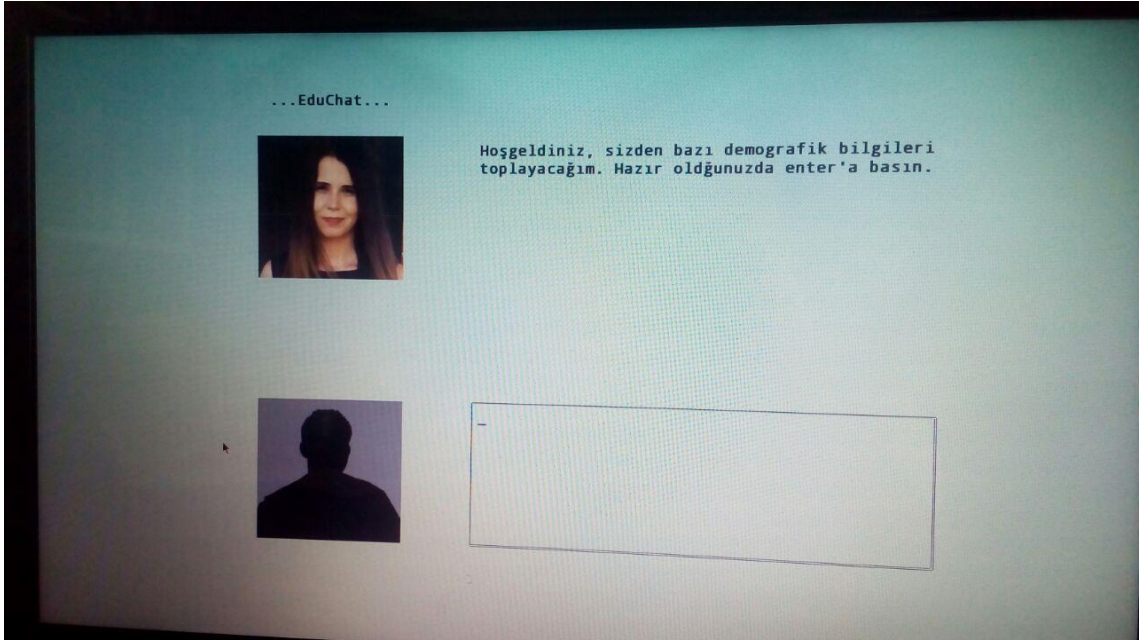 ...EduChat...
Hoşgeldiniz, sizden bazı demografik bilgileri
toplayacağım. Hazır oldğunuzda enter'a basın.